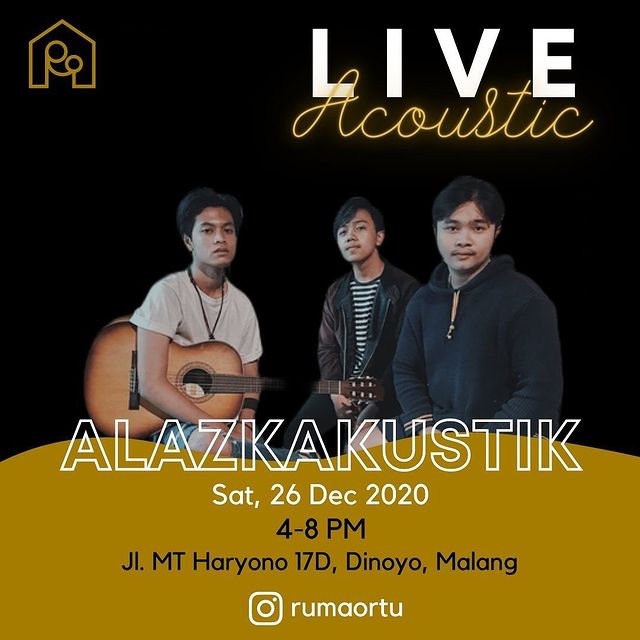 LIVE
Acoustic
ALAZKAKUSTIK
Sat, 26 Dec 2020
4-8 PM
Jl. MT Haryono 17D, Dinoyo, Malang
rumaortu